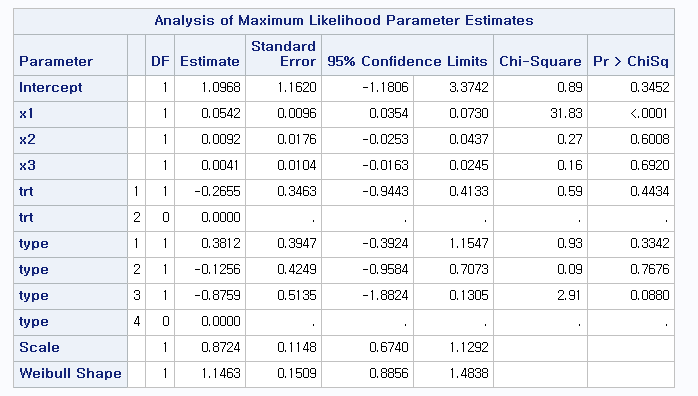 Analysis of Maximum Likelihood Parameter Estimates
Parameter DF Estimate Standard Error 95% Confidence Limits Chi-Square Pr > ChiSq
Intercept 1 1.0968 1.1620 -1.1806 3.3742 0.89 0.3452
x1 1 0.0542 0.0096 0.0354 0.0730 31.83 <.0001
x2 1 0.0092 0.0176 -0.0253 0.0437 0.27 0.6008
x3 1 0.0041 0.0104 -0.0163 0.0245 0.16 0.6920
trt 1 1 -0.2655 0.3463 -0.9443 0.4133 0.59 0.4434
trt 2 0 0.0000 . . . . .
type 1 1 0.3812 0.3947 -0.3924 1.1547 0.93 0.3342
type 2 1 -0.1256 0.4249 -0.9584 0.7073 0.09 0.7676
type 3 1 -0.8759 0.5135 -1.8824 0.1305 2.91 0.0880
type 4 0 0.0000 . . . . .
Scale 1 0.8724 0.1148 0.6740 1.1292
Weibull Shape 1 1.1463 0.1509 0.8856 1.4838